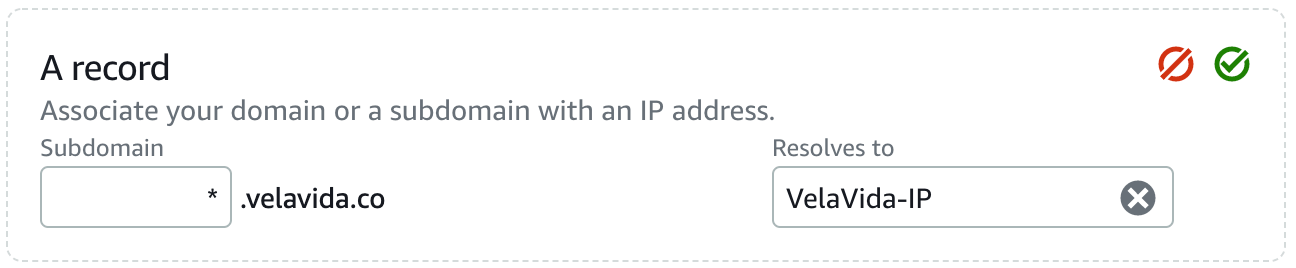 A record
Associate your domain or a subdomain with an IP address.
Subdomain Resolves to
* .velavida.co VelaVida-IP